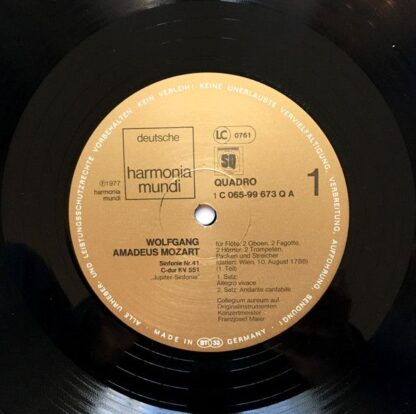 ALLE URHEBER- UND LEISTUNGSSCHUTZRECHTE VORBEHALTEN. KEIN VERLEIH! KEINE UNERLAUBTE VERVIELFÄLTIGUNG, VERBREITUNG, AUFFÜHRUNG, SENDUNG!
deutsche
harmonia
mundi
LC 0761
SQ
QUADRO
1 C 065-99 673 Q A
1
Ⓟ1977
harmonia
mundi
WOLFGANG
AMADEUS MOZART
Sinfonie Nr. 41
C-dur KV 551
„Jupiter-Sinfonie"
für Flöte, 2 Oboen, 2 Fagotte,
2 Hörner, 2 Trompeten,
Pauken und Streicher
(datiert: Wien, 10. August 1788)
(1. Teil)
1. Satz:
Allegro vivace
2. Satz: Andante cantabile
Collegium aureum auf
Originalinstrumenten
Konzertmeister
Franzjosef Maier
MADE IN GERMANY
33